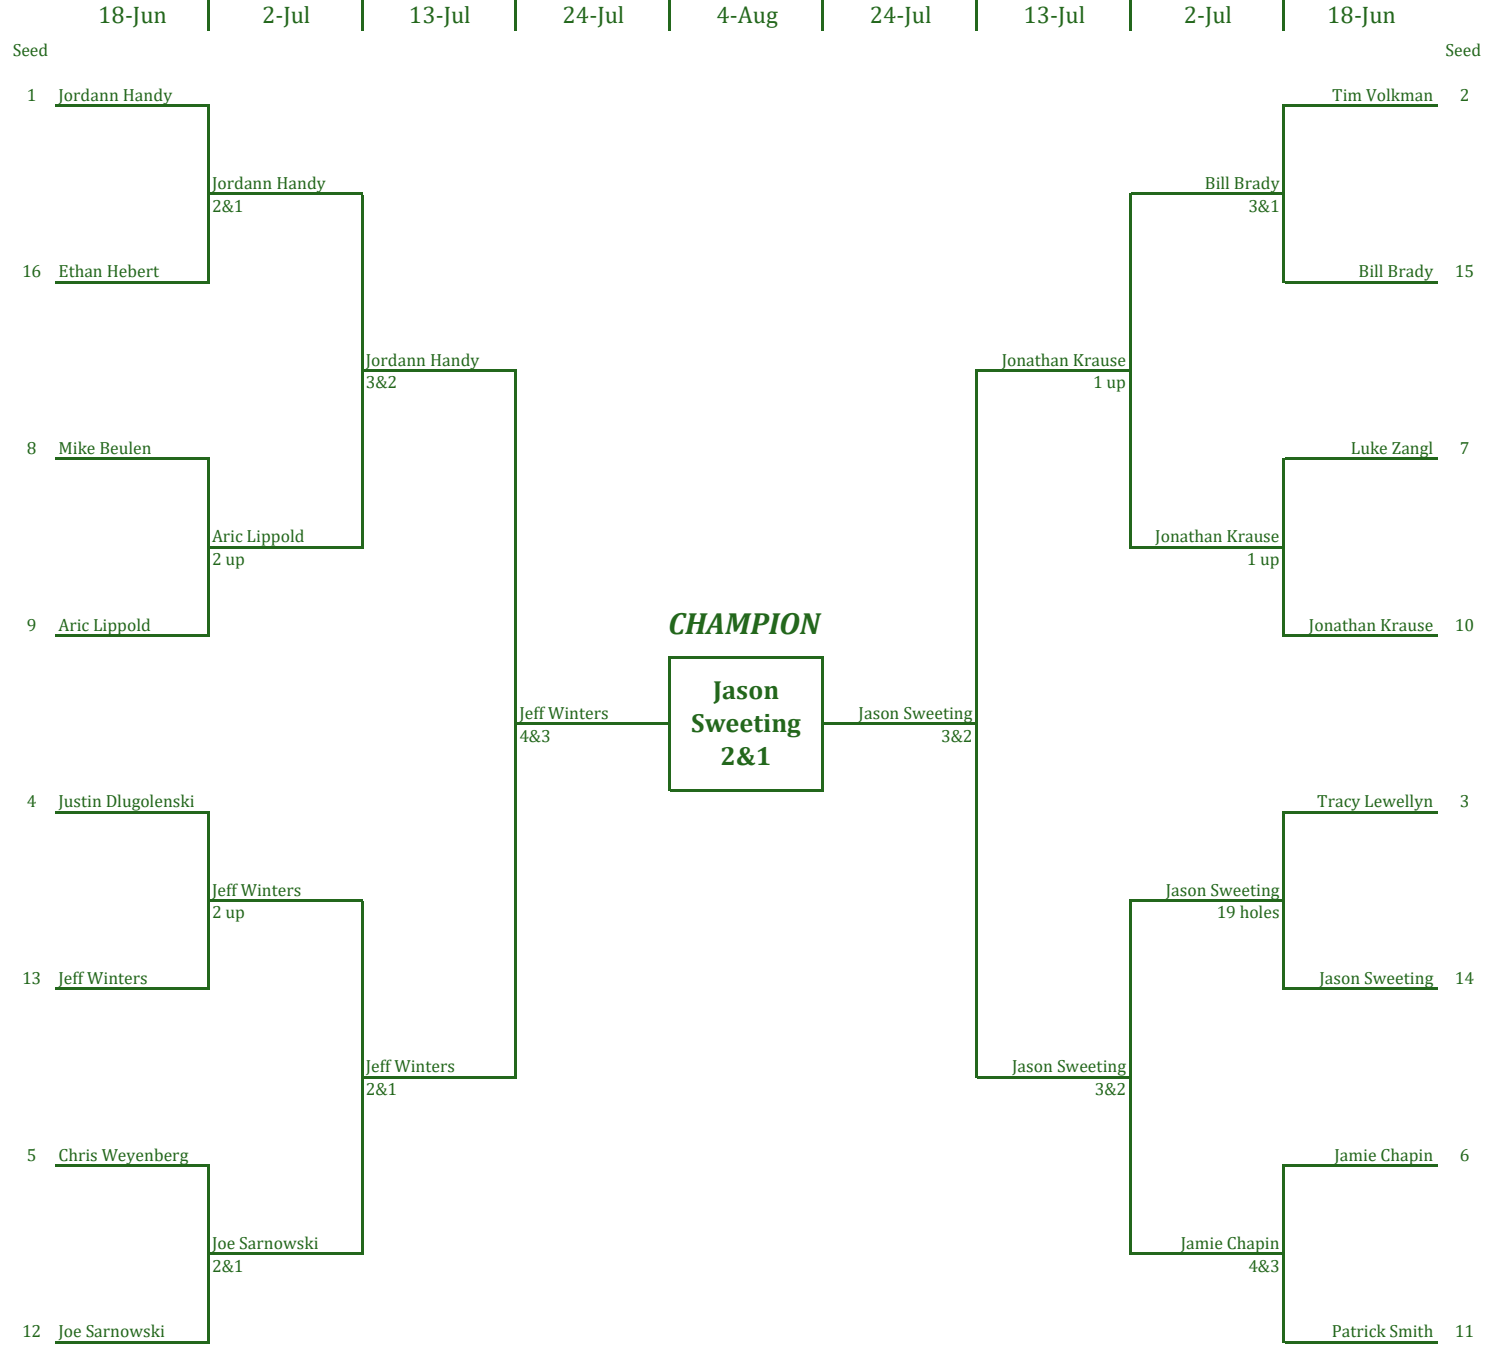 18-Jun 2-Jul 13-Jul 24-Jul 4-Aug 24-Jul 13-Jul 2-Jul 18-Jun
Seed Seed
1 Jordann Handy Tim Volkman 2
Jordann Handy Bill Brady
2&1 3&1
16 Ethan Hebert Bill Brady 15
Jordann Handy Jonathan Krause
3&2 1 up
8 Mike Beulen Luke Zangl 7
Aric Lippold Jonathan Krause
2 up 1 up
9 Aric Lippold Jonathan Krause 10
CHAMPION
Jason
Jeff Winters Sweeting Jason Sweeting
4&3 2&1 3&2
4 Justin Dlugolenski Tracy Lewellyn 3
Jeff Winters Jason Sweeting
2 up 19 holes
13 Jeff Winters Jason Sweeting 14
Jeff Winters Jason Sweeting
2&1 3&2
5 Chris Weyenberg Jamie Chapin 6
Joe Sarnowski Jamie Chapin
2&1 4&3
12 Joe Sarnowski Patrick Smith 11